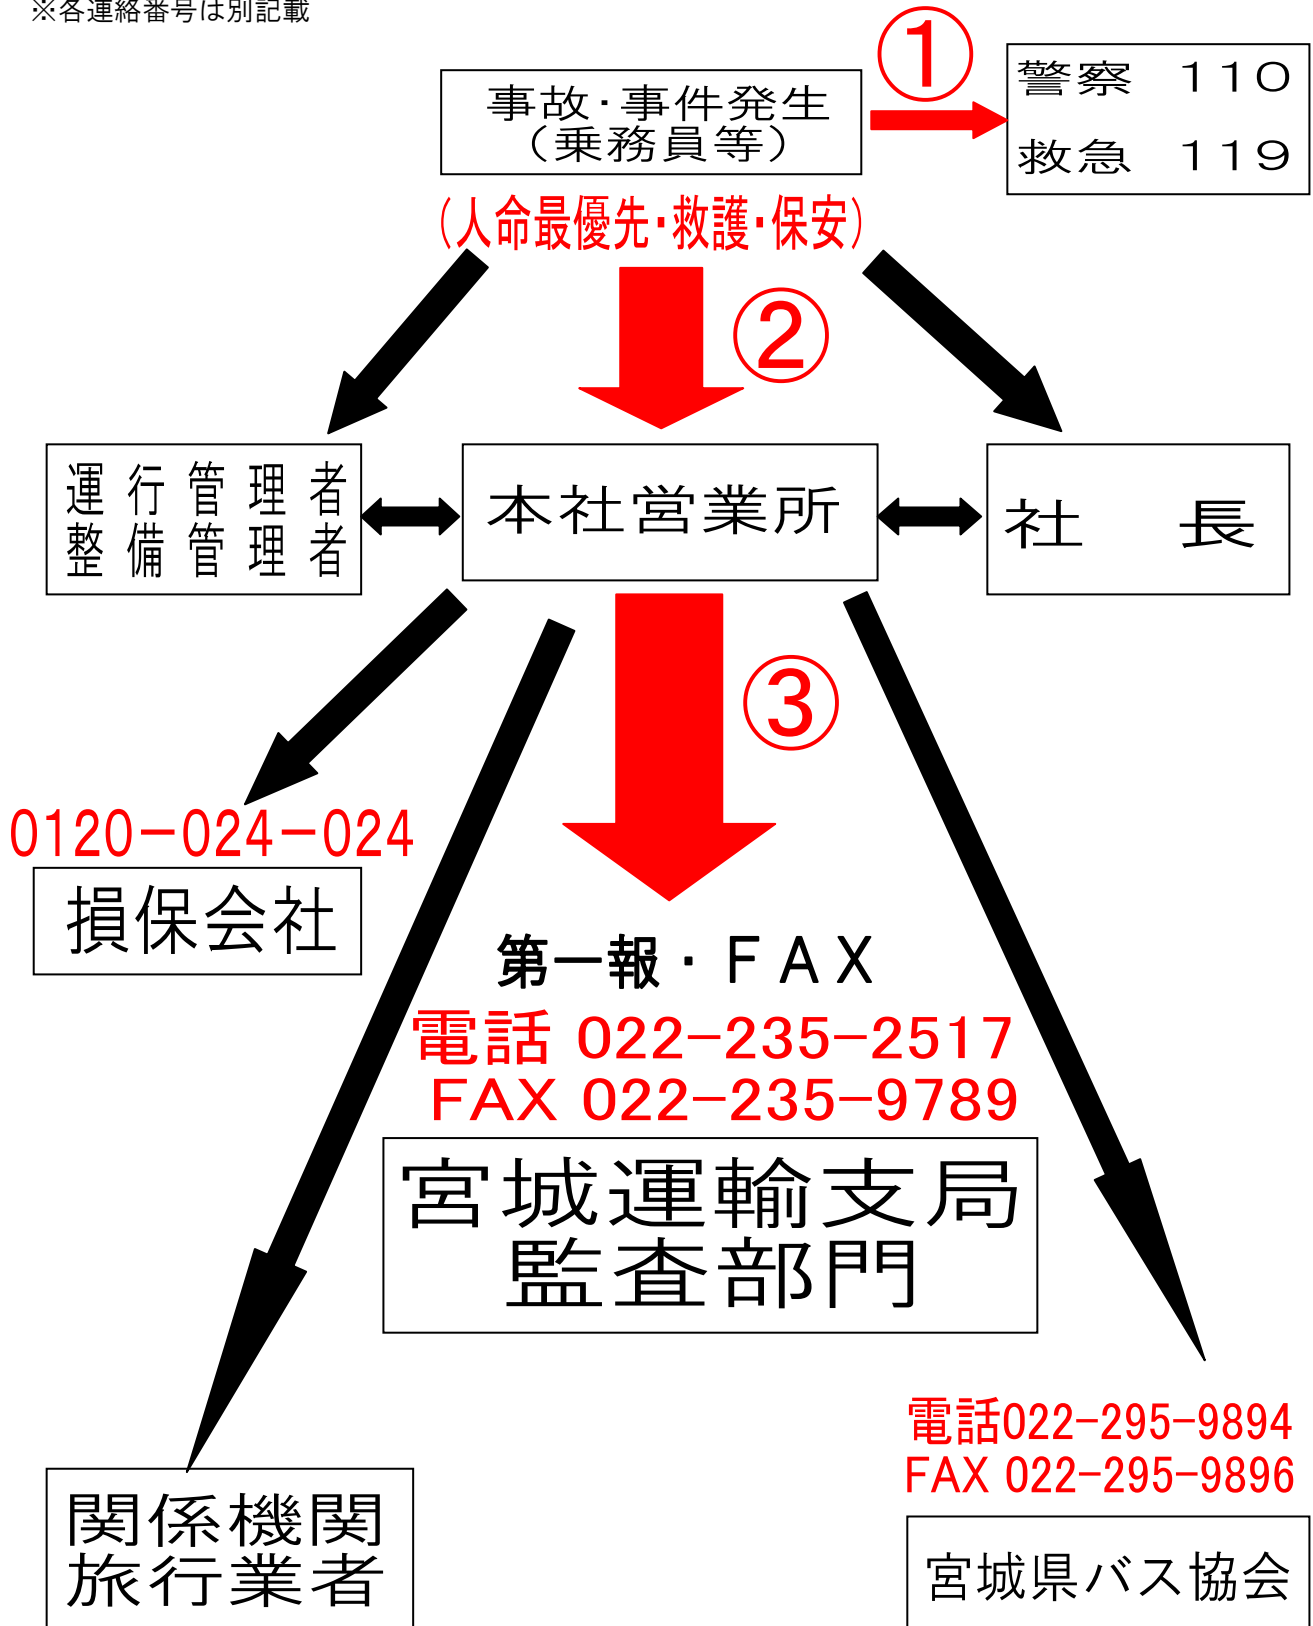 ※各連絡番号は別記載
①
警察 110
救急 119
事故・事件発生
(乗務員等)
(人命最優先・救護・保安)
②
運行管理者
整備管理者
本社営業所
社 長
③
0120-024-024
損保会社
第一報・FAX
電話 022-235-2517
FAX 022-235-9789
宮城運輸支局
監査部門
電話022-295-9894
FAX 022-295-9896
関係機関
旅行業者
宮城県バス協会